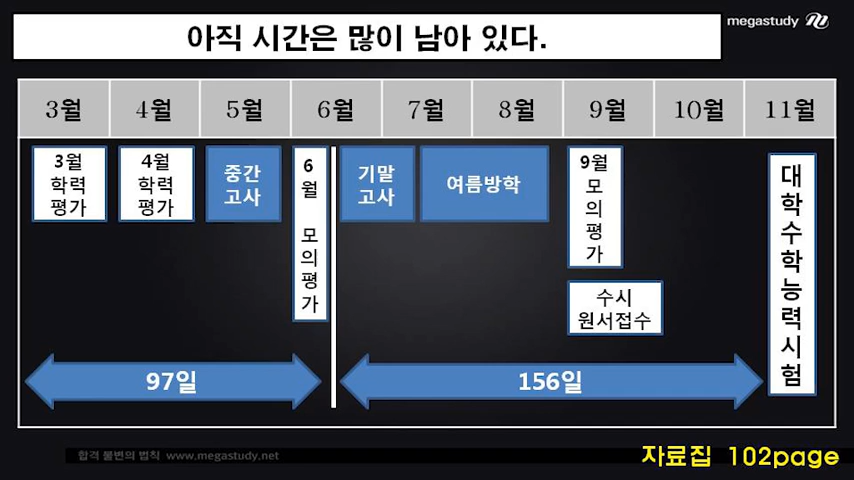 megastudy
아직 시간은 많이 남아 있다.
3월 4월 5월 6월 7월 8월 9월 10월 11월
3월
학력
평가
4월
학력
평가
중간
고사
6
월
모
의
평
가
기말
고사
여름방학
9월
모
의
평
가
수시
원서접수
대
학
수
학
능
력
시
험
97일
156일
합격 불변의 법칙 www.megastudy.net
자료집 102page